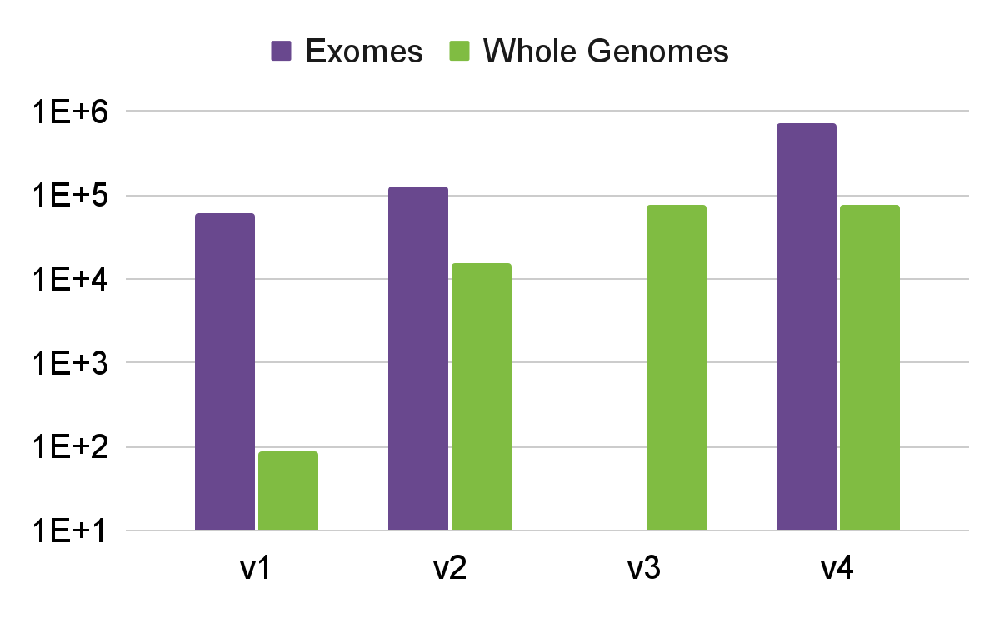 Exomes Whole Genomes
1E+6
1E+5
1E+4
1E+3
1E+2
1E+1
v1 v2 v3 v4